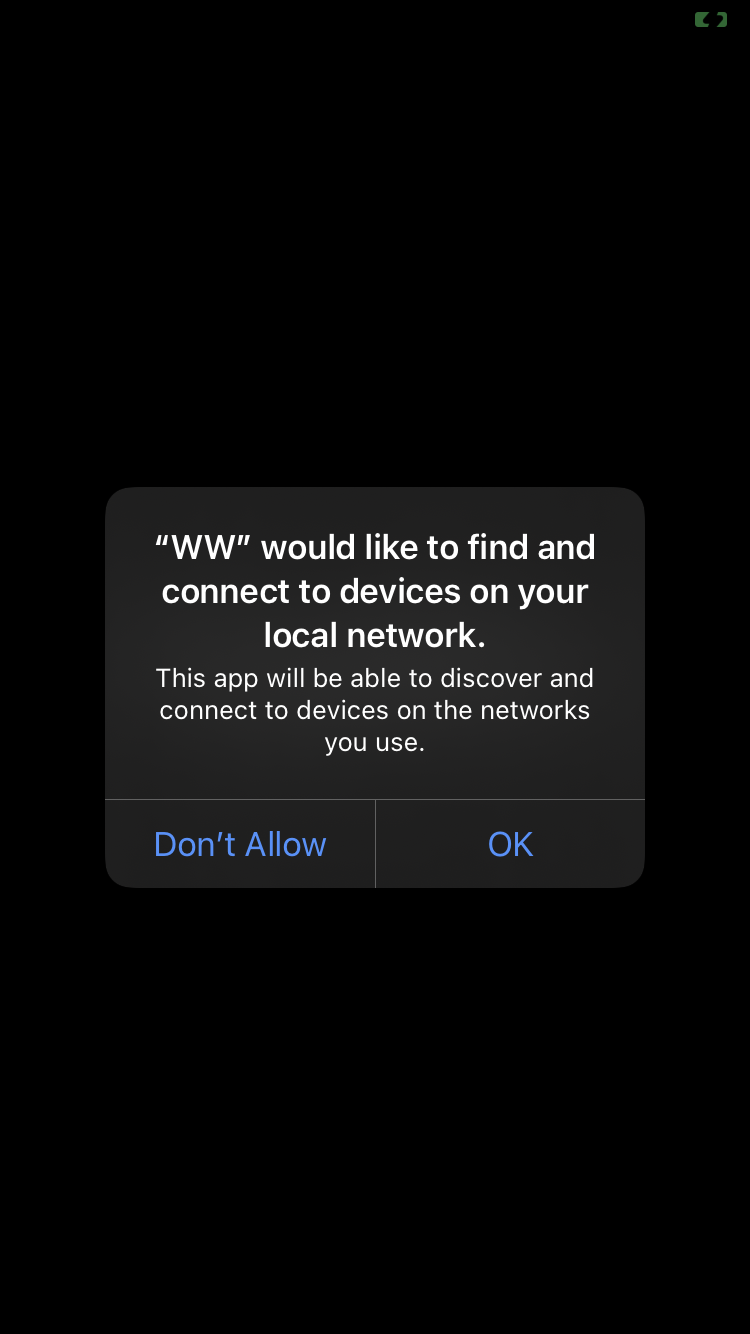 “WW” would like to find and
connect to devices on your
local network.
This app will be able to discover and
connect to devices on the networks
you use.
Don’t Allow
OK